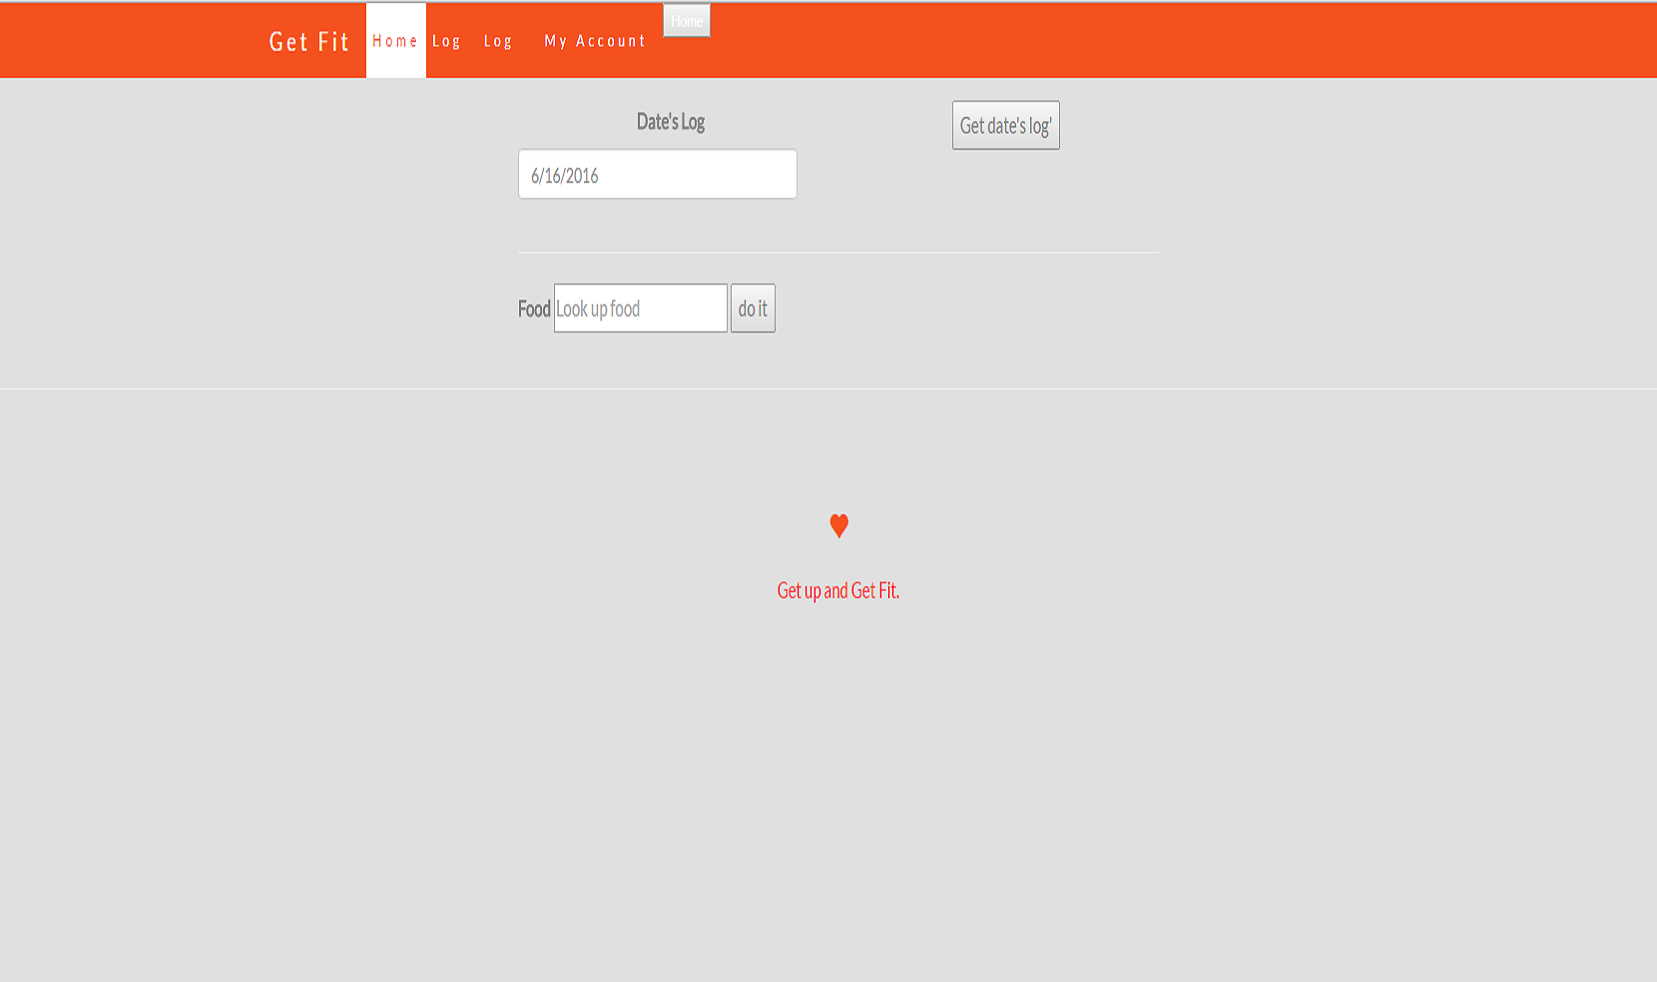 Get Fit Home Log Log My Account Home
Date's Log Get date's log'
6/16/2016
Food Look up food do it
Get up and Get Fit.